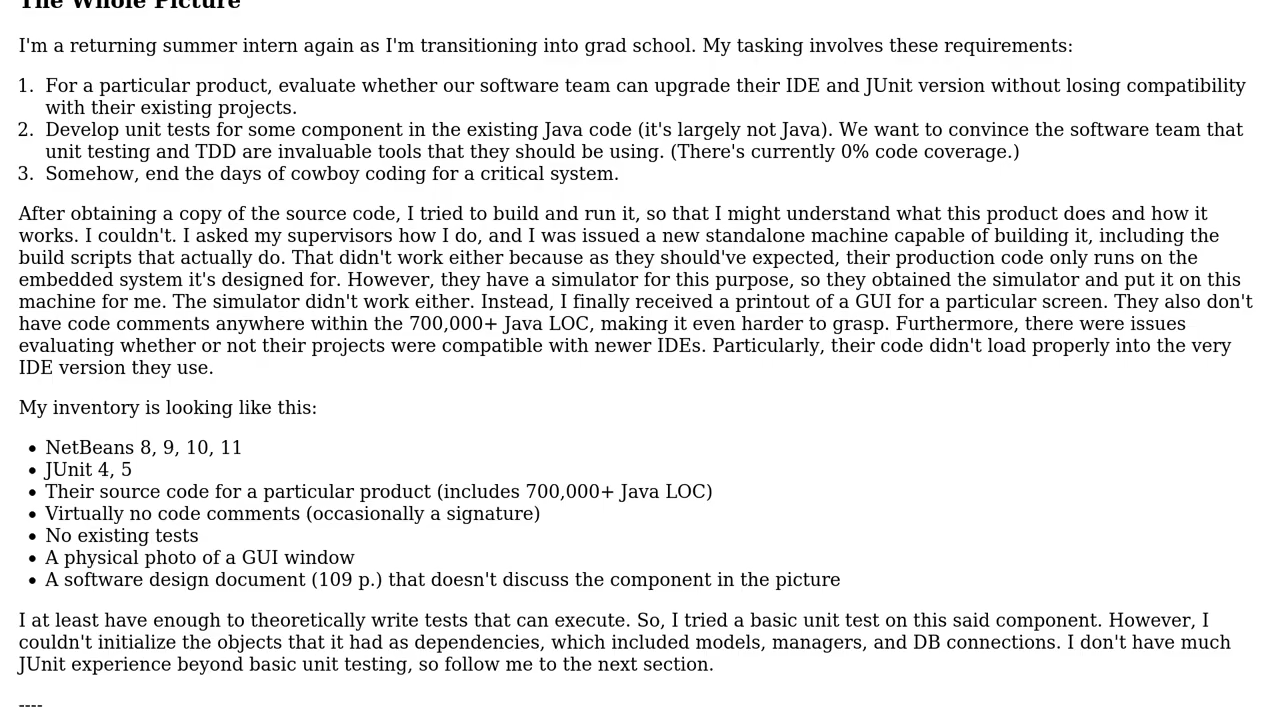 The Whole Picture
I'm a returning summer intern again as I'm transitioning into grad school. My tasking involves these requirements:
1. For a particular product, evaluate whether our software team can upgrade their IDE and JUnit version without losing compatibility
with their existing projects.
2. Develop unit tests for some component in the existing Java code (it's largely not Java). We want to convince the software team that
unit testing and TDD are invaluable tools that they should be using. (There's currently 0% code coverage.)
3. Somehow, end the days of cowboy coding for a critical system.
After obtaining a copy of the source code, I tried to build and run it, so that I might understand what this product does and how it
works. I couldn't. I asked my supervisors how I do, and I was issued a new standalone machine capable of building it, including the
build scripts that actually do. That didn't work either because as they should've expected, their production code only runs on the
embedded system it's designed for. However, they have a simulator for this purpose, so they obtained the simulator and put it on this
machine for me. The simulator didn't work either. Instead, I finally received a printout of a GUI for a particular screen. They also don't
have code comments anywhere within the 700,000+ Java LOC, making it even harder to grasp. Furthermore, there were issues
evaluating whether or not their projects were compatible with newer IDEs. Particularly, their code didn't load properly into the very
IDE version they use.
My inventory is looking like this:
• NetBeans 8, 9, 10, 11
• JUnit 4, 5
• Their source code for a particular product (includes 700,000+ Java LOC)
• Virtually no code comments (occasionally a signature)
• No existing tests
• A physical photo of a GUI window
• A software design document (109 p.) that doesn't discuss the component in the picture
I at least have enough to theoretically write tests that can execute. So, I tried a basic unit test on this said component. However, I
couldn't initialize the objects that it had as dependencies, which included models, managers, and DB connections. I don't have much
JUnit experience beyond basic unit testing, so follow me to the next section.
----